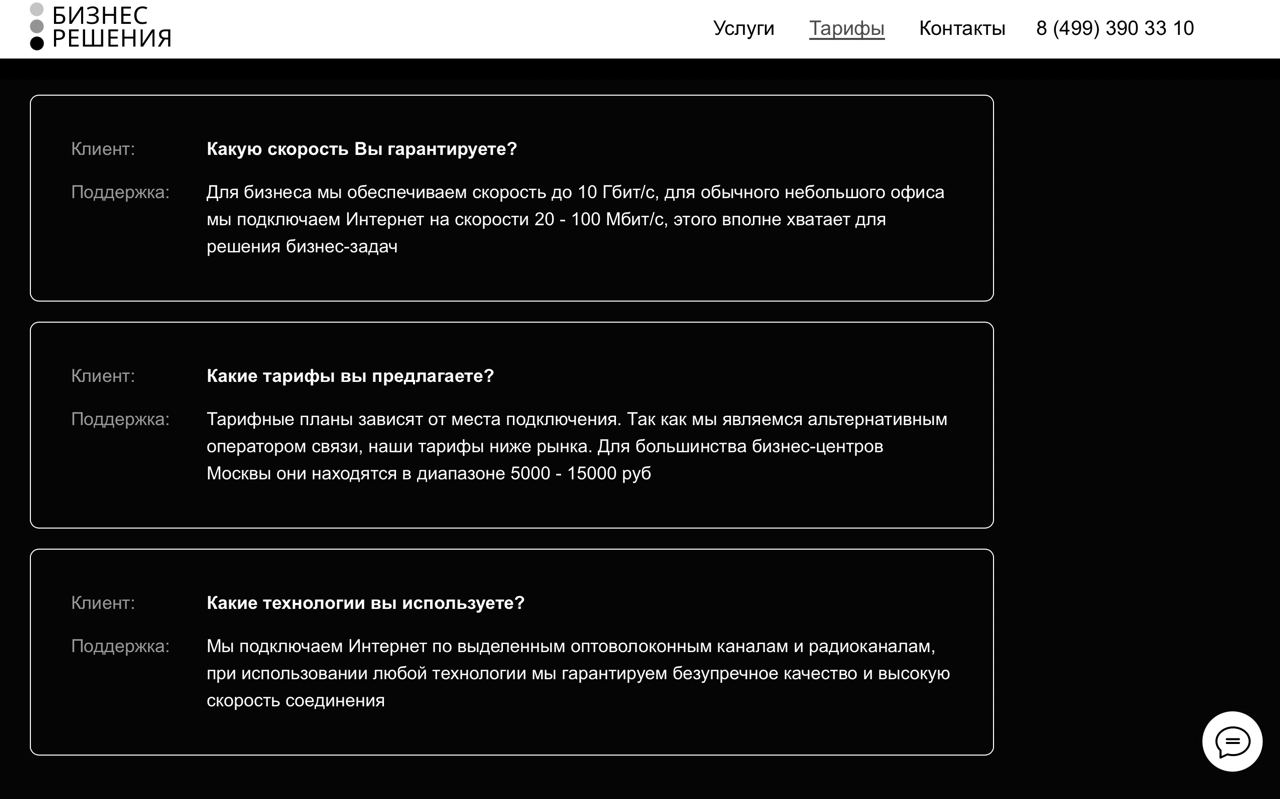 БИЗНЕС
РЕШЕНИЯ
Услуги Тарифы Контакты 8 (499) 390 33 10
Клиент: Какую скорость Вы гарантируете?
Поддержка: Для бизнеса мы обеспечиваем скорость до 10 Гбит/с, для обычного небольшого офиса
мы подключаем Интернет на скорости 20 - 100 Мбит/с, этого вполне хватает для
решения бизнес-задач
Клиент: Какие тарифы вы предлагаете?
Поддержка: Тарифные планы зависят от места подключения. Так как мы являемся альтернативным
оператором связи, наши тарифы ниже рынка. Для большинства бизнес-центров
Москвы они находятся в диапазоне 5000 - 15000 руб
Клиент: Какие технологии вы используете?
Поддержка: Мы подключаем Интернет по выделенным оптоволоконным каналам и радиоканалам,
при использовании любой технологии мы гарантируем безупречное качество и высокую
скорость соединения